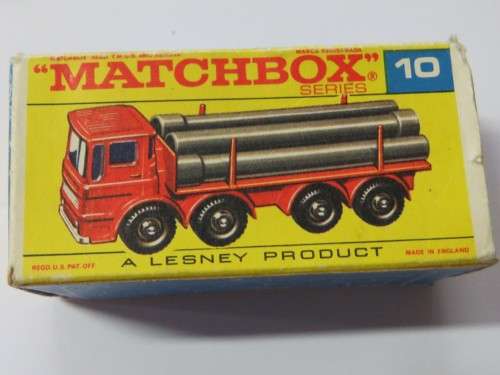 "MATCHBOX"®
SERIES
10
REGD. U.S. PAT. OFF
A LESNEY PRODUCT
MADE IN ENGLAND